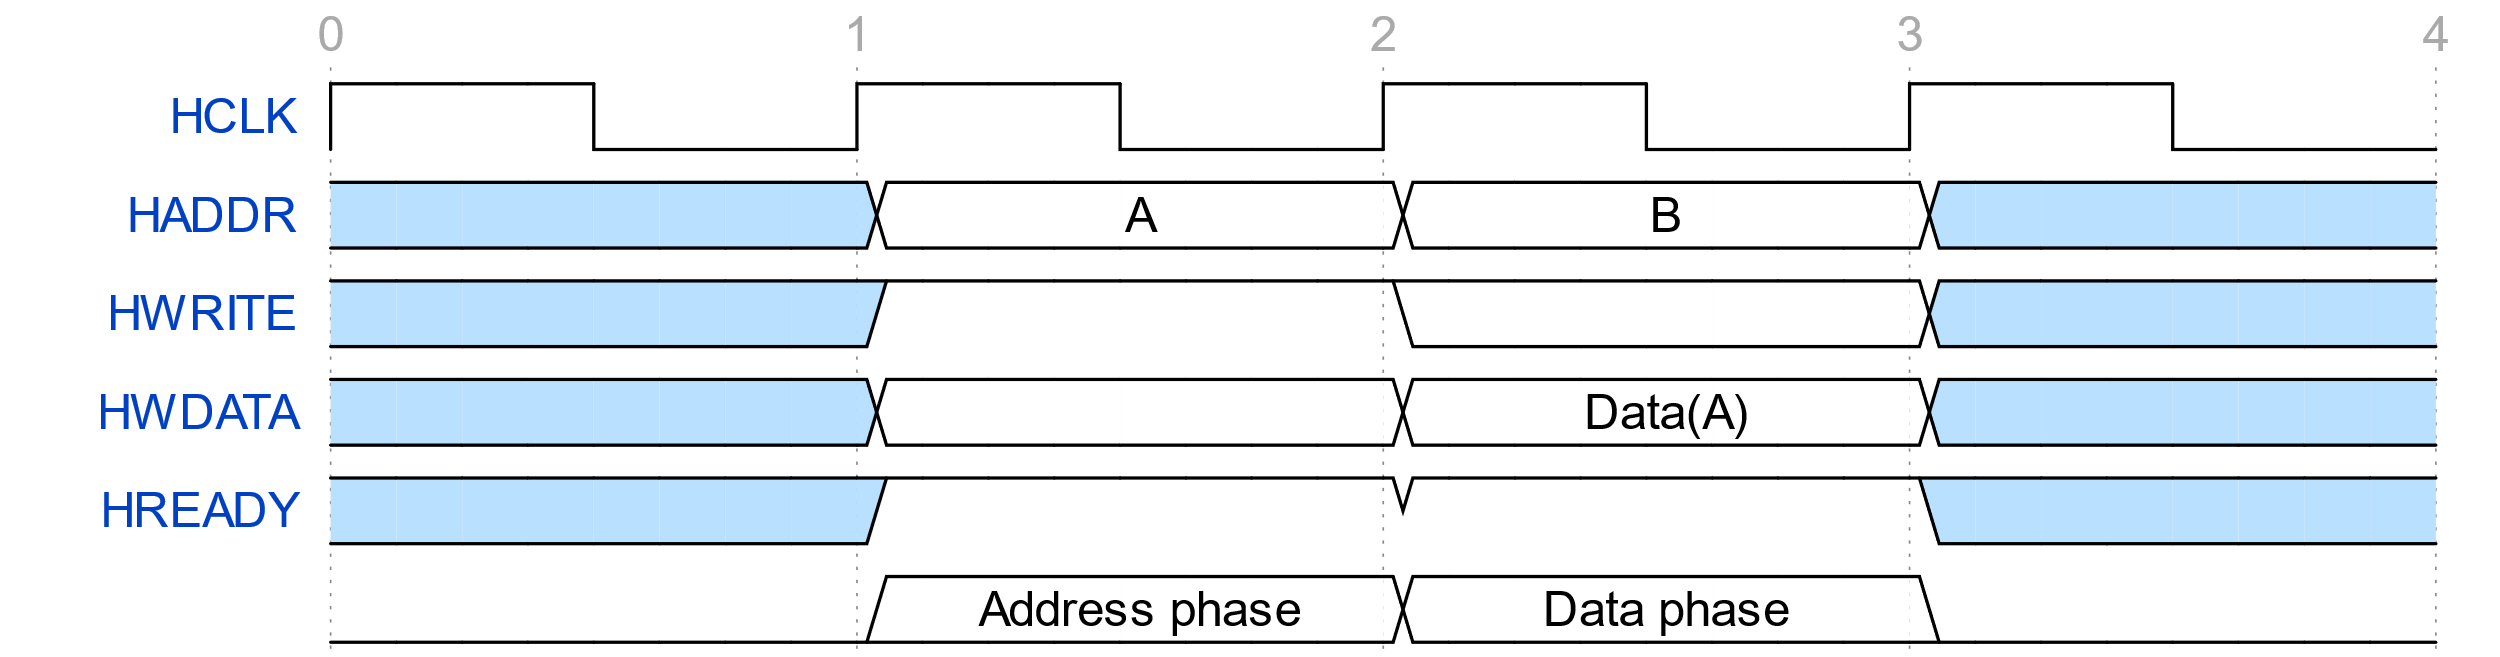 0 1 2 3 4
HCLK
HADDR A B
HWRITE
HWDATA Data(A)
HREADY
Address phase Data phase